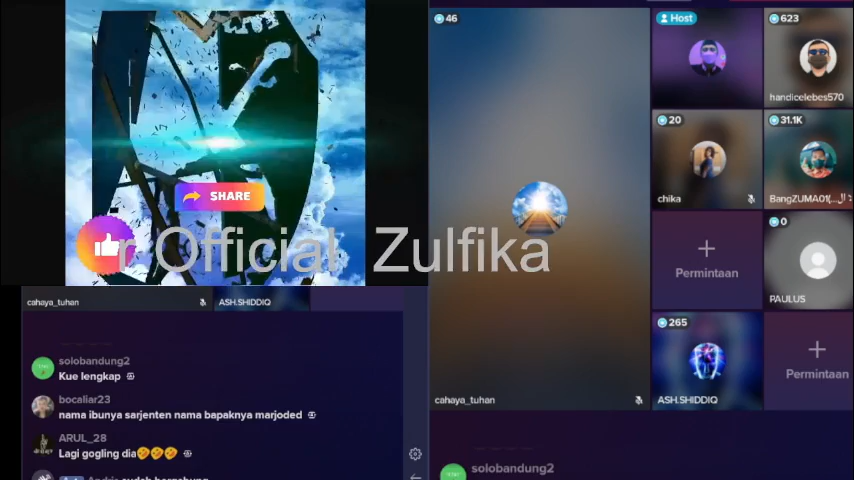 SHARE
r Official Zulfika
cahaya_tuhan
ASH.SHIDDIQ
solobandung2
Kue lengkap
bocaliar23
nama ibunya sarjenten nama bapaknya marjoded
ARUL_28
Lagi gogling dia🤣🤣🤣
46
cahaya_tuhan
Host
623
handicelebes570
20
chika
31.1K
Permintaan
0
PAULUS
265
ASH.SHIDDIQ
Permintaan
solobandung2